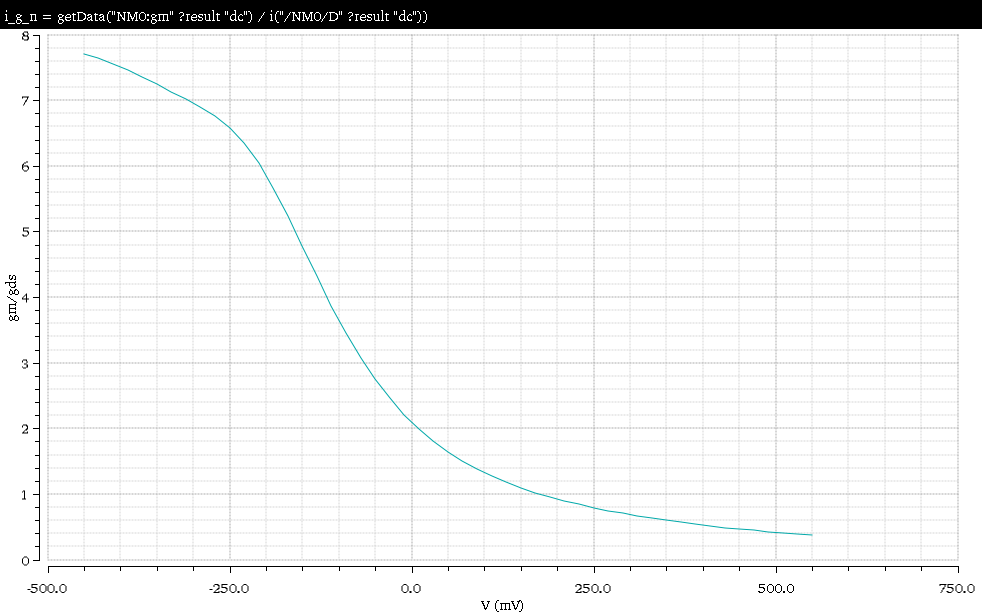 i_g_n = getData("NM0:gm" ?result "dc") / i("/NM0/D" ?result "dc"))
8
7
6
5
4
3
2
1
0
gm/gds
-500.0 -250.0 0.0 250.0 500.0 750.0
V (mV)